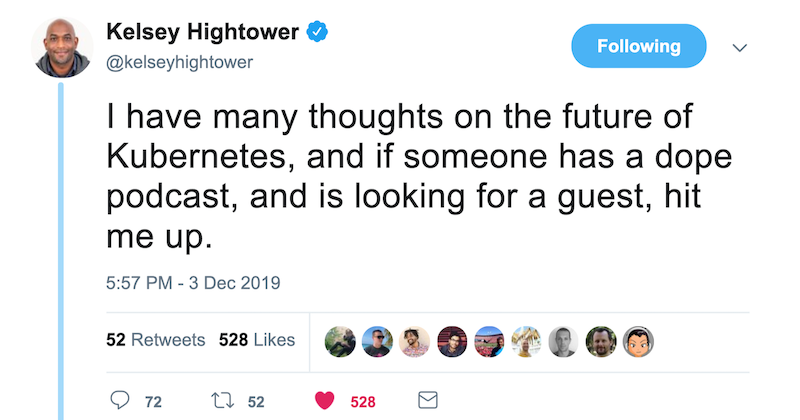 Kelsey Hightower
Following
@kelseyhightower
I have many thoughts on the future of
Kubernetes, and if someone has a dope
podcast, and is looking for a guest, hit
me up.
5:57 PM - 3 Dec 2019
52 Retweets 528 Likes
72 52 528